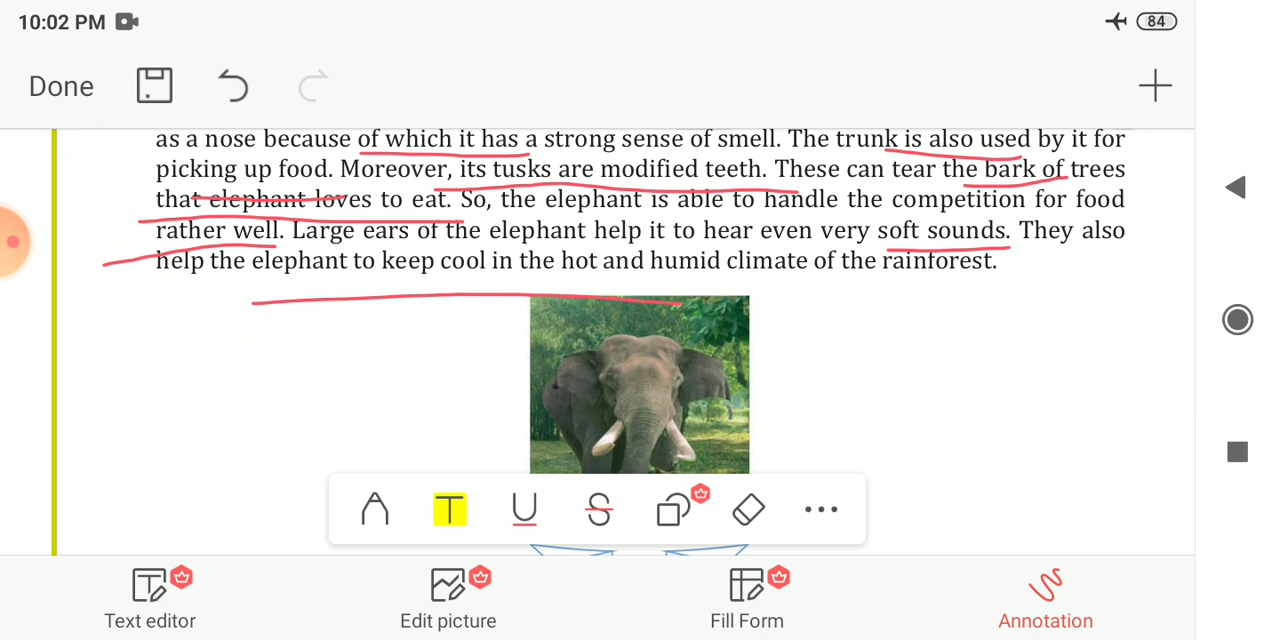 10:02 PM 84
Done
as a nose because of which it has a strong sense of smell. The trunk is also used by it for
picking up food. Moreover, its tusks are modified teeth. These can tear the bark of trees
that elephant loves to eat. So, the elephant is able to handle the competition for food
rather well. Large ears of the elephant help it to hear even very soft sounds. They also
help the elephant to keep cool in the hot and humid climate of the rainforest.
T U S
Text editor Edit picture Fill Form Annotation